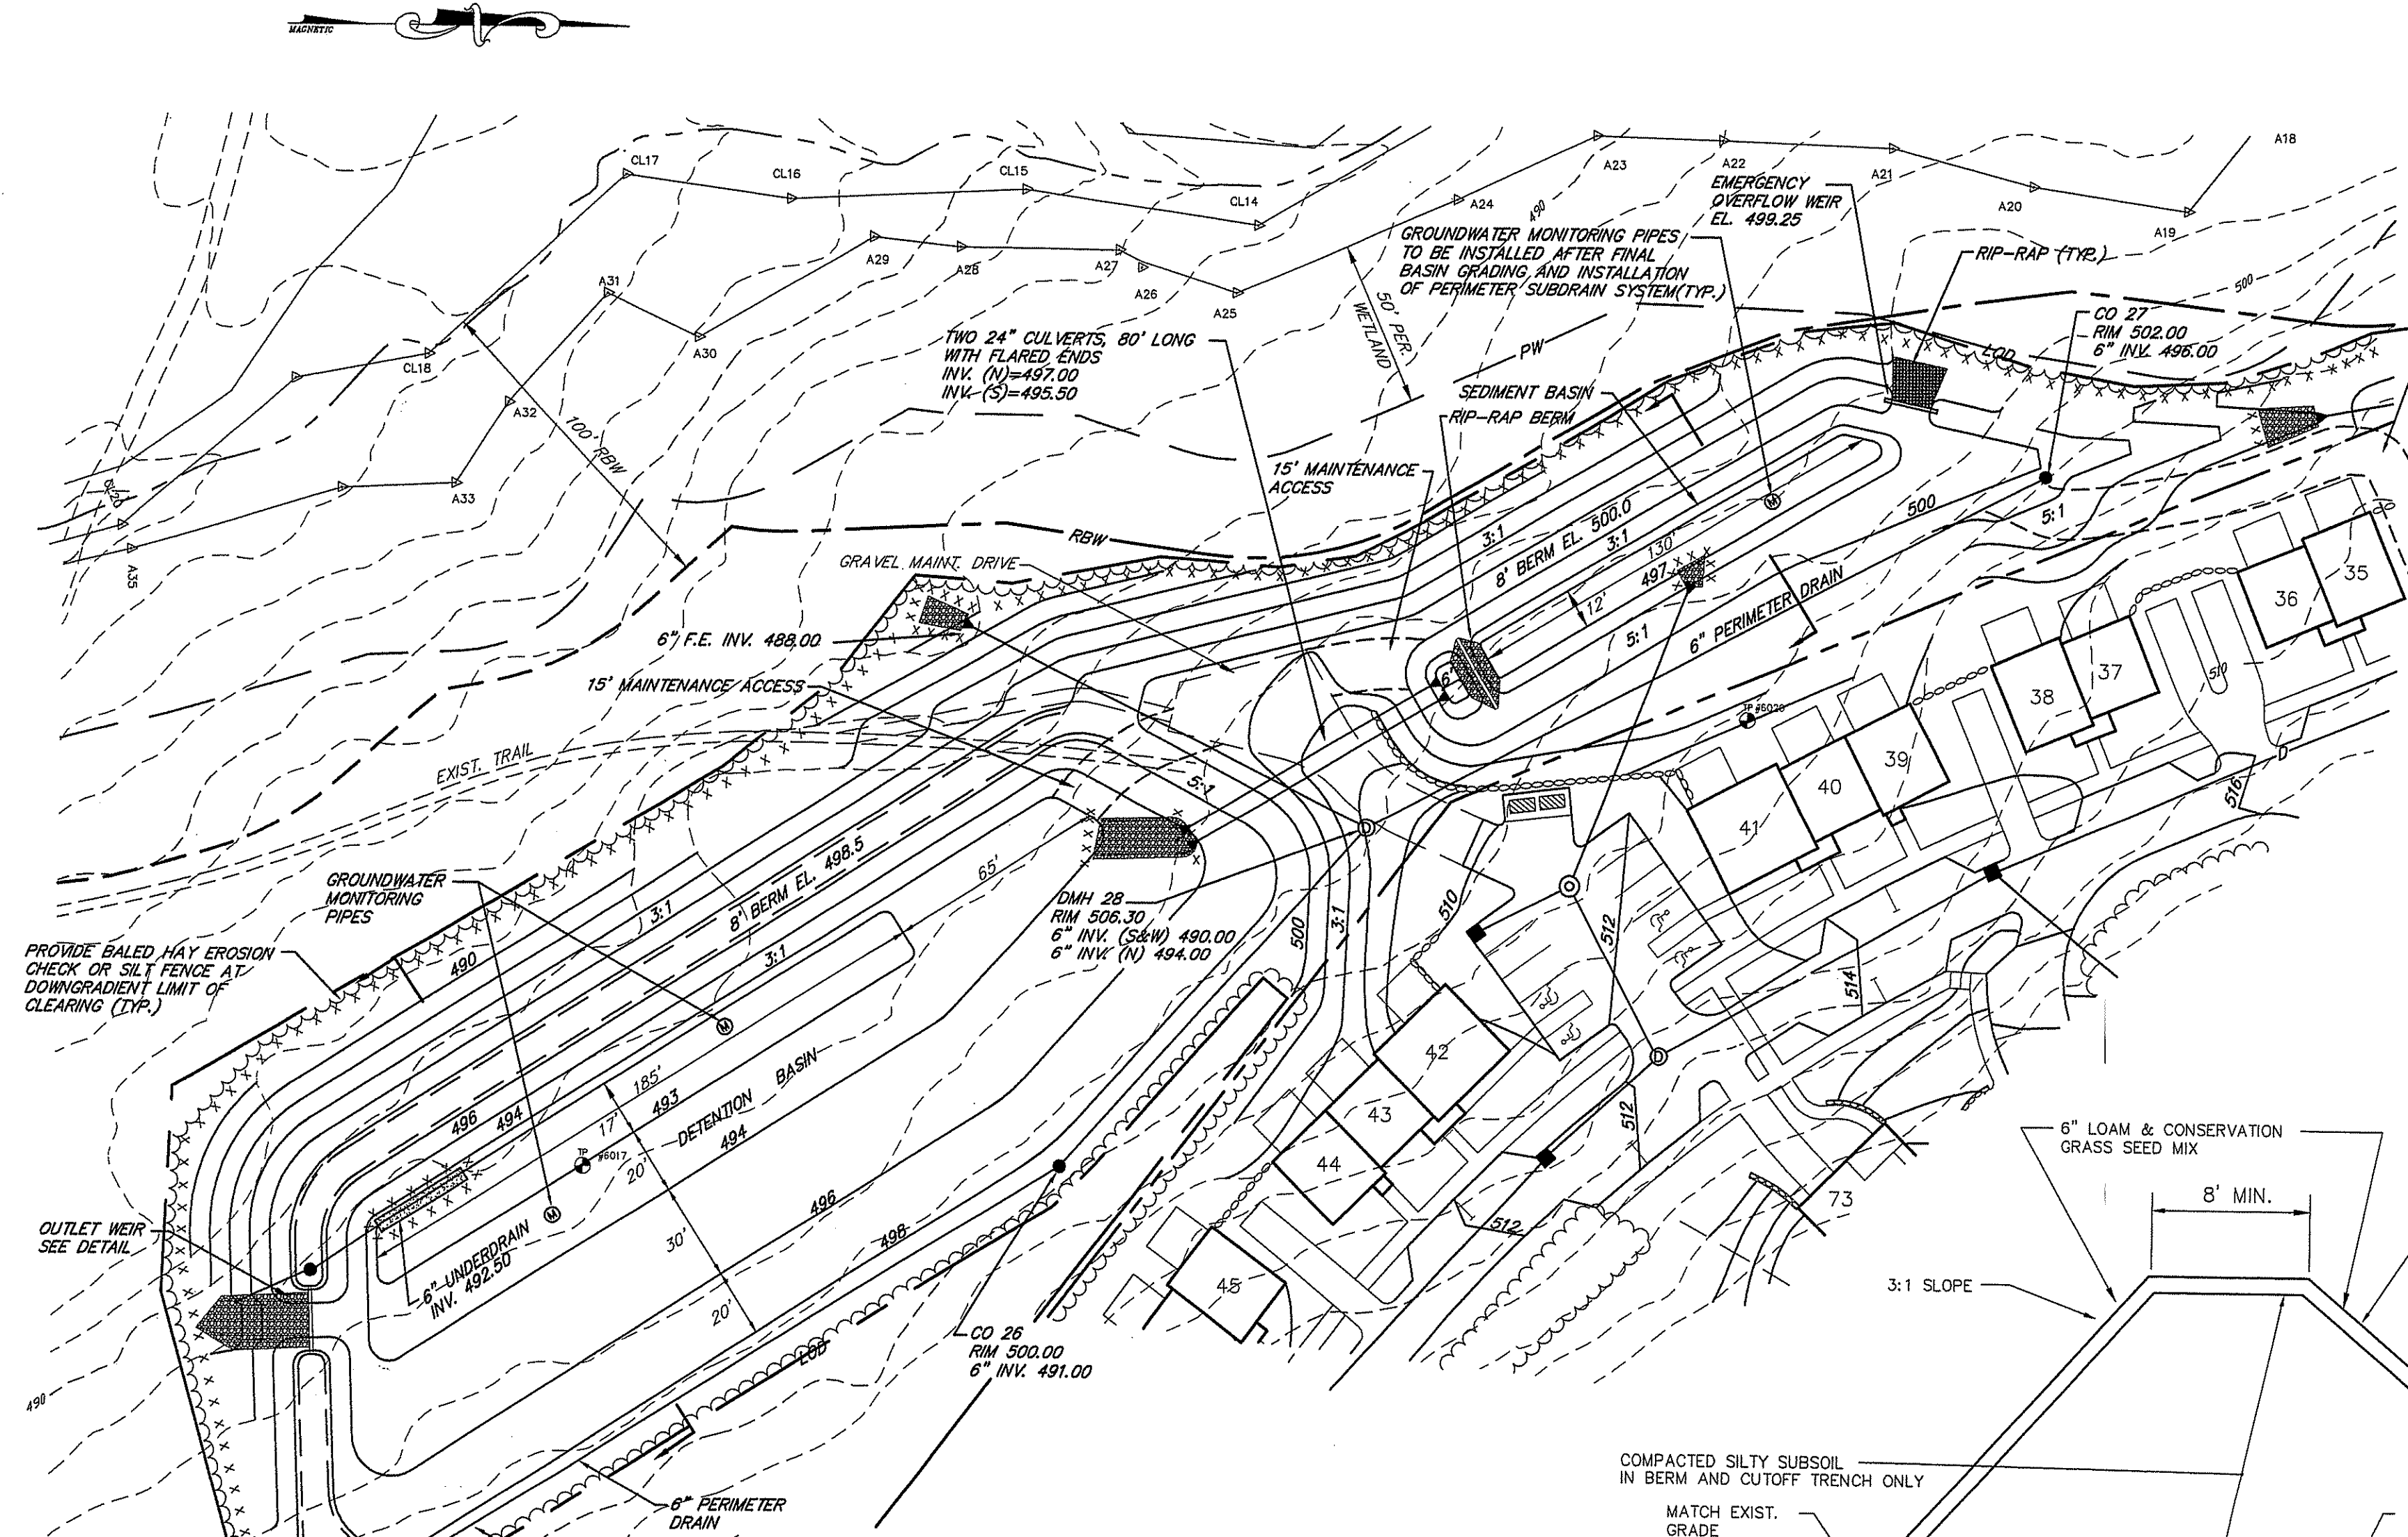 MAGNETIC
CL17
CL16
CL15
CL14
A23
A22
A21
A20
A19
A18
A24
A25
A26
A27
A28
A29
A30
A31
A32
A33
A35
CL18
CL20
490
500
EMERGENCY
OVERFLOW WEIR
EL. 499.25
GROUNDWATER MONITORING PIPES
TO BE INSTALLED AFTER FINAL
BASIN GRADING AND INSTALLATION
OF PERIMETER SUBDRAIN SYSTEM(TYP.)
RIP-RAP (TYP.)
CO 27
RIM 502.00
6" INV. 496.00
LOD
50' PER.
WETLAND
PW
TWO 24" CULVERTS, 80' LONG
WITH FLARED ENDS
INV. (N)=497.00
INV. (S)=495.50
SEDIMENT BASIN
RIP-RAP BERM
15' MAINTENANCE
ACCESS
100' RBW
RBW
GRAVEL MAINT. DRIVE
3:1
8' BERM EL. 500.0
3:1
130'
497
12'
5:1
6" PERIMETER DRAIN
500
5:1
6'
35
36
37
38
39
40
41
510
516
D
TP #6020
6" F.E. INV. 488.00
15' MAINTENANCE ACCESS
EXIST. TRAIL
5:1
65'
GROUNDWATER
MONITORING
PIPES
3:1
8' BERM EL. 498.5
3:1
490
PROVIDE BALED HAY EROSION
CHECK OR SILT FENCE AT
DOWNGRADIENT LIMIT OF
CLEARING (TYP.)
DMH 28
RIM 506.30
6" INV. (S&W) 490.00
6" INV. (N) 494.00
500
3:1
510
512
514
42
43
44
45
512
512
73
496
494
17'
185'
493
DETENTION BASIN
494
TP #6017
20'
30'
20'
496
498
OUTLET WEIR
SEE DETAIL
6" UNDERDRAIN
INV. 492.50
CO 26
RIM 500.00
6" INV. 491.00
LOD
490
6" PERIMETER
DRAIN
6" LOAM & CONSERVATION
GRASS SEED MIX
8' MIN.
3:1 SLOPE
COMPACTED SILTY SUBSOIL
IN BERM AND CUTOFF TRENCH ONLY
MATCH EXIST.
GRADE